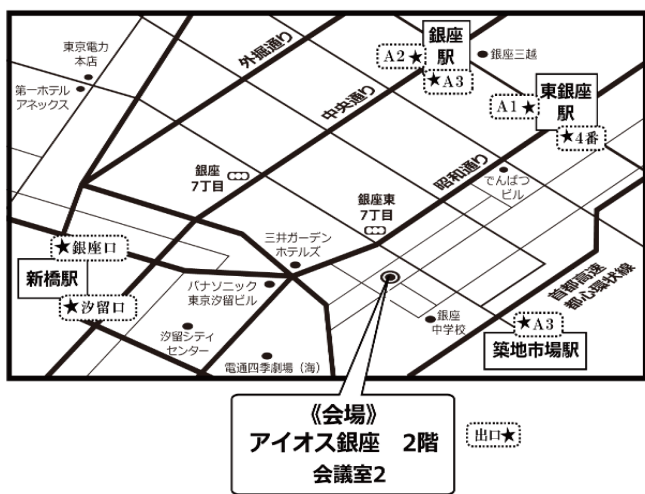 東京電力
本店
第一ホテル
アネックス
外掘通り
中央通り
昭和通り
銀座
駅
A2★
★A3
銀座三越
東銀座
駅
A1★
★4番
でんぱつ
ビル
銀座
7丁目
銀座東
7丁目
三井ガーデン
ホテルズ
★銀座口
新橋駅
★汐留口
パナソニック
東京汐留ビル
汐留シティ
センター
電通四季劇場（海）
銀座
中学校
首都高速
都心環状線
★A3
築地市場駅
《会場》
アイオス銀座　2階
会議室2
出口★